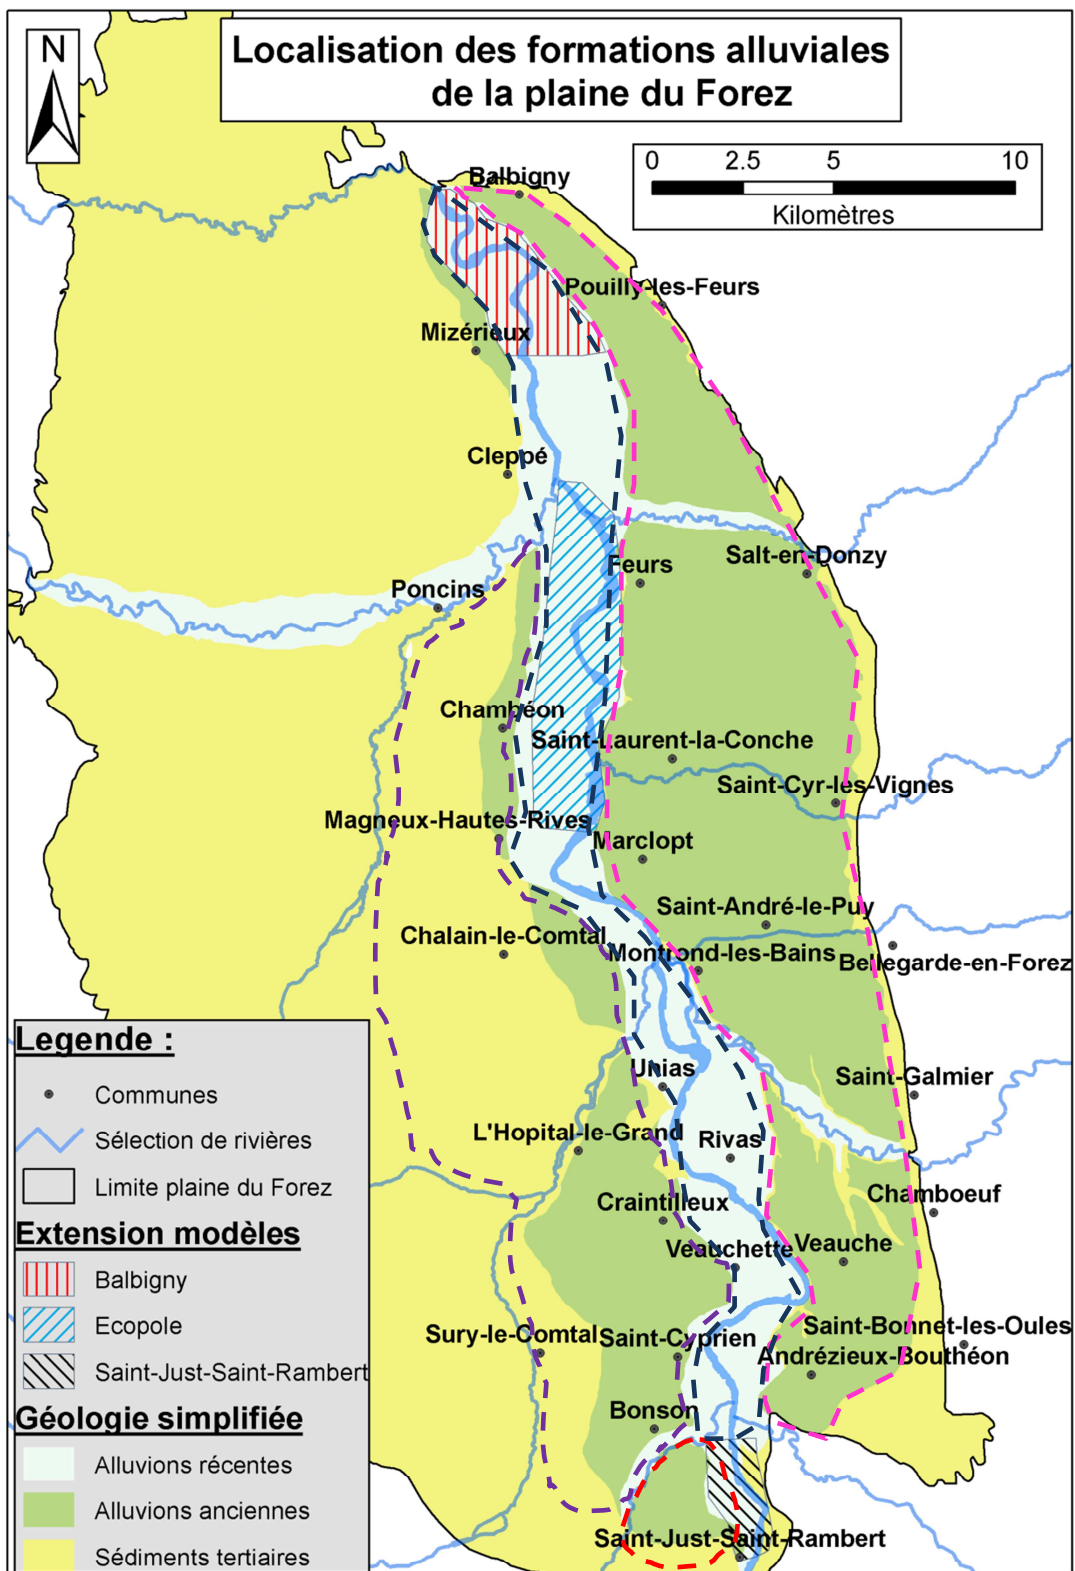 Localisation des formations alluviales
de la plaine du Forez
N
0 2.5 5 10
Kilomètres
Balbigny
Pouilly-les-Feurs
Mizérieux
Cleppé
Salt-en-Donzy
Feurs
Poncins
Chambéon
Saint-Laurent-la-Conche
Saint-Cyr-les-Vignes
Magneux-Hautes-Rives
Marclopt
Saint-André-le-Puy
Chalain-le-Comtal
Montrond-les-Bains
Bellegarde-en-Forez
Unias
Saint-Galmier
L'Hopital-le-Grand
Rivas
Craintilleux
Chamboeuf
Veauchette
Veauche
Saint-Bonnet-les-Oules
Sury-le-Comtal
Saint-Cyprien
Andrézieux-Bouthéon
Bonson
Saint-Just-Saint-Rambert
Legende :
Communes
Sélection de rivières
Limite plaine du Forez
Extension modèles
Balbigny
Ecopole
Saint-Just-Saint-Rambert
Géologie simplifiée
Alluvions récentes
Alluvions anciennes
Sédiments tertiaires